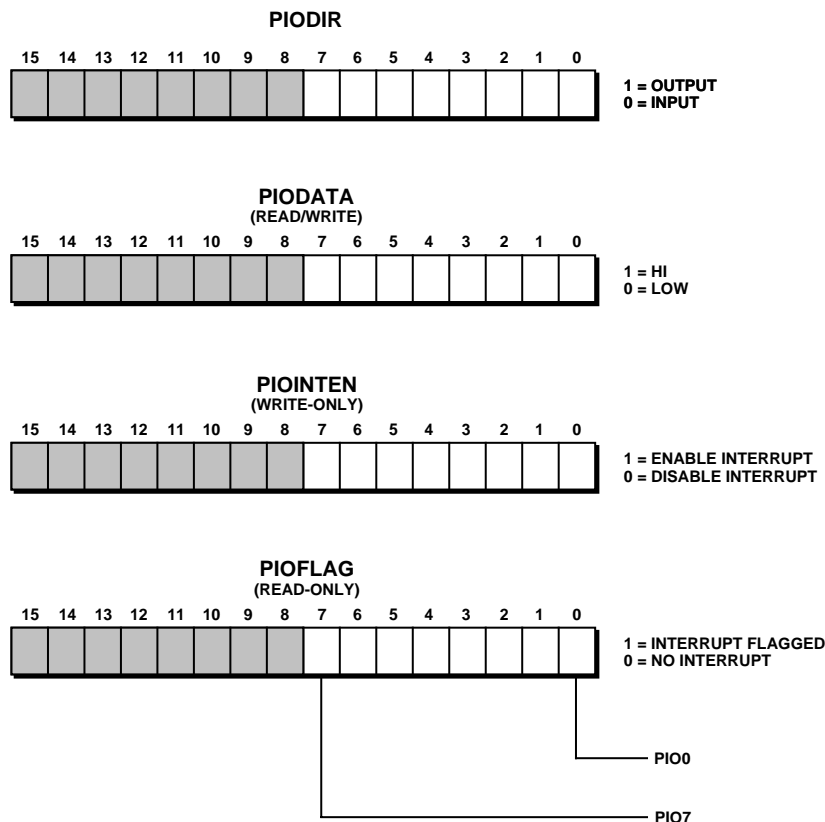 PIODIR
15 14 13 12 11 10 9 8 7 6 5 4 3 2 1 0
1 = OUTPUT
0 = INPUT
PIODATA
(READ/WRITE)
15 14 13 12 11 10 9 8 7 6 5 4 3 2 1 0
1 = HI
0 = LOW
PIOINTEN
(WRITE-ONLY)
15 14 13 12 11 10 9 8 7 6 5 4 3 2 1 0
1 = ENABLE INTERRUPT
0 = DISABLE INTERRUPT
PIOFLAG
(READ-ONLY)
15 14 13 12 11 10 9 8 7 6 5 4 3 2 1 0
1 = INTERRUPT FLAGGED
0 = NO INTERRUPT
PIO0
PIO7